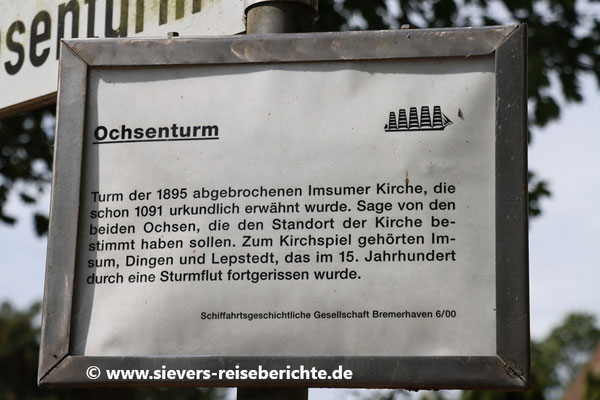 senturm
Ochsenturm
Turm der 1895 abgebrochenen Imsumer Kirche, die
schon 1091 urkundlich erwähnt wurde. Sage von den
beiden Ochsen, die den Standort der Kirche be-
stimmt haben sollen. Zum Kirchspiel gehörten Im-
sum, Dingen und Lepstedt, das im 15. Jahrhundert
durch eine Sturmflut fortgerissen wurde.
Schiffahrtsgeschichtliche Gesellschaft Bremerhaven 6/00
© www.sievers-reiseberichte.de